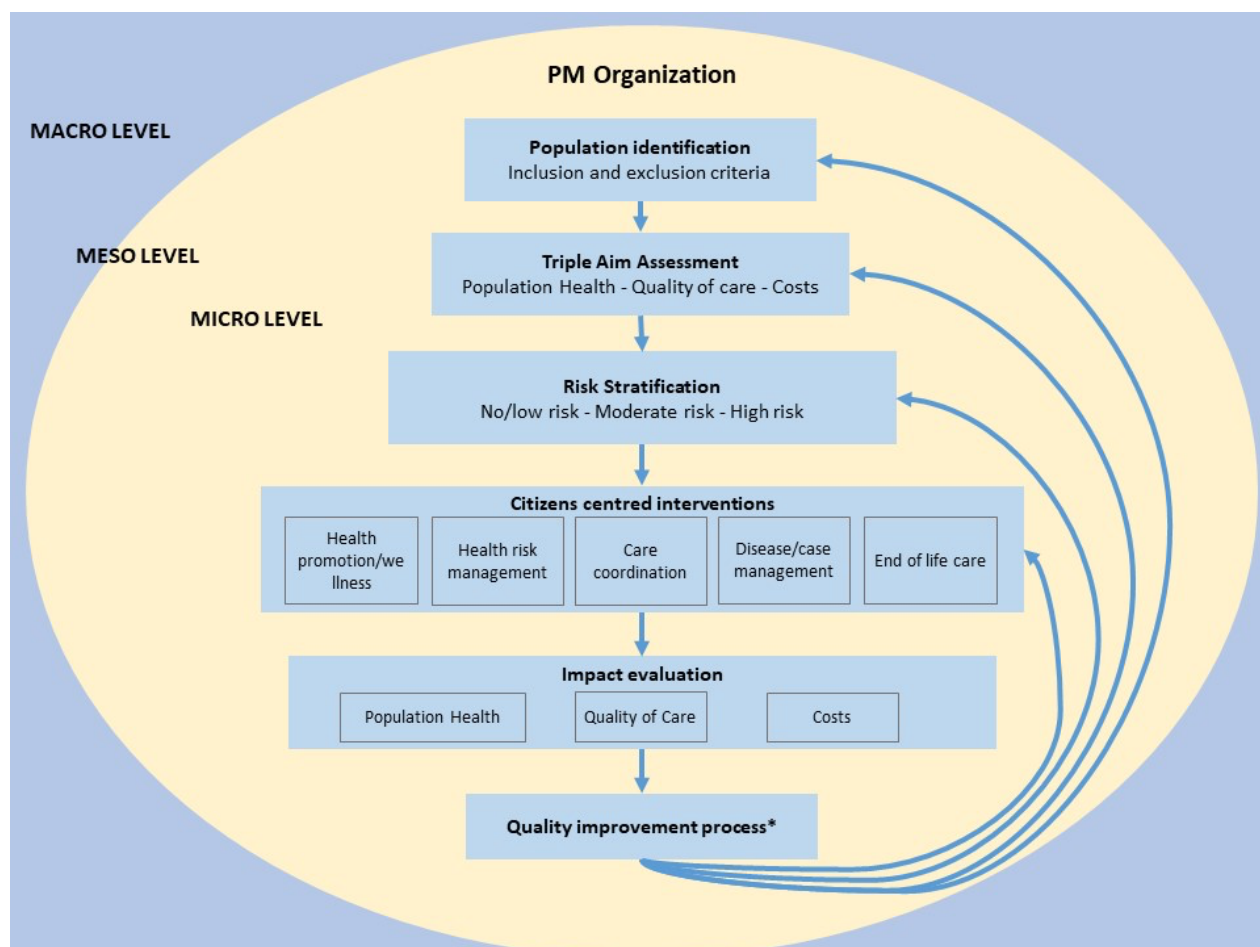 PM Organization
MACRO LEVEL
Population identification
Inclusion and exclusion criteria
MESO LEVEL
Triple Aim Assessment
Population Health - Quality of care - Costs
MICRO LEVEL
Risk Stratification
No/low risk - Moderate risk - High risk
Citizens centred interventions
Health
promotion/we
llness
Health risk
management
Care
coordination
Disease/case
management
End of life care
Impact evaluation
Population Health
Quality of Care
Costs
Quality improvement process*